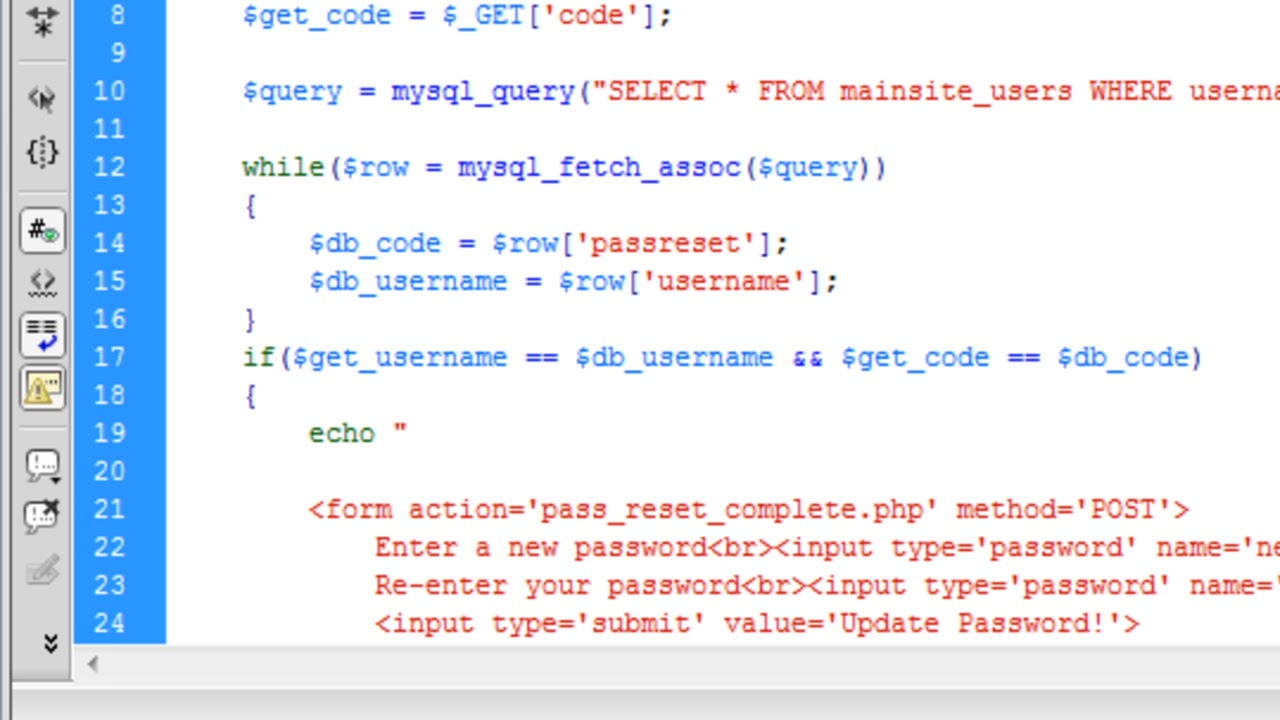 8 $get_code = $_GET['code'];
9
10 $query = mysql_query("SELECT * FROM mainsite_users WHERE userna
11
12 while($row = mysql_fetch_assoc($query))
13 {
14 $db_code = $row['passreset'];
15 $db_username = $row['username'];
16 }
17 if($get_username == $db_username && $get_code == $db_code)
18 {
19 echo "
20
21 <form action='pass_reset_complete.php' method='POST'>
22 Enter a new password<br><input type='password' name='ne
23 Re-enter your password<br><input type='password' name='
24 <input type='submit' value='Update Password!'>